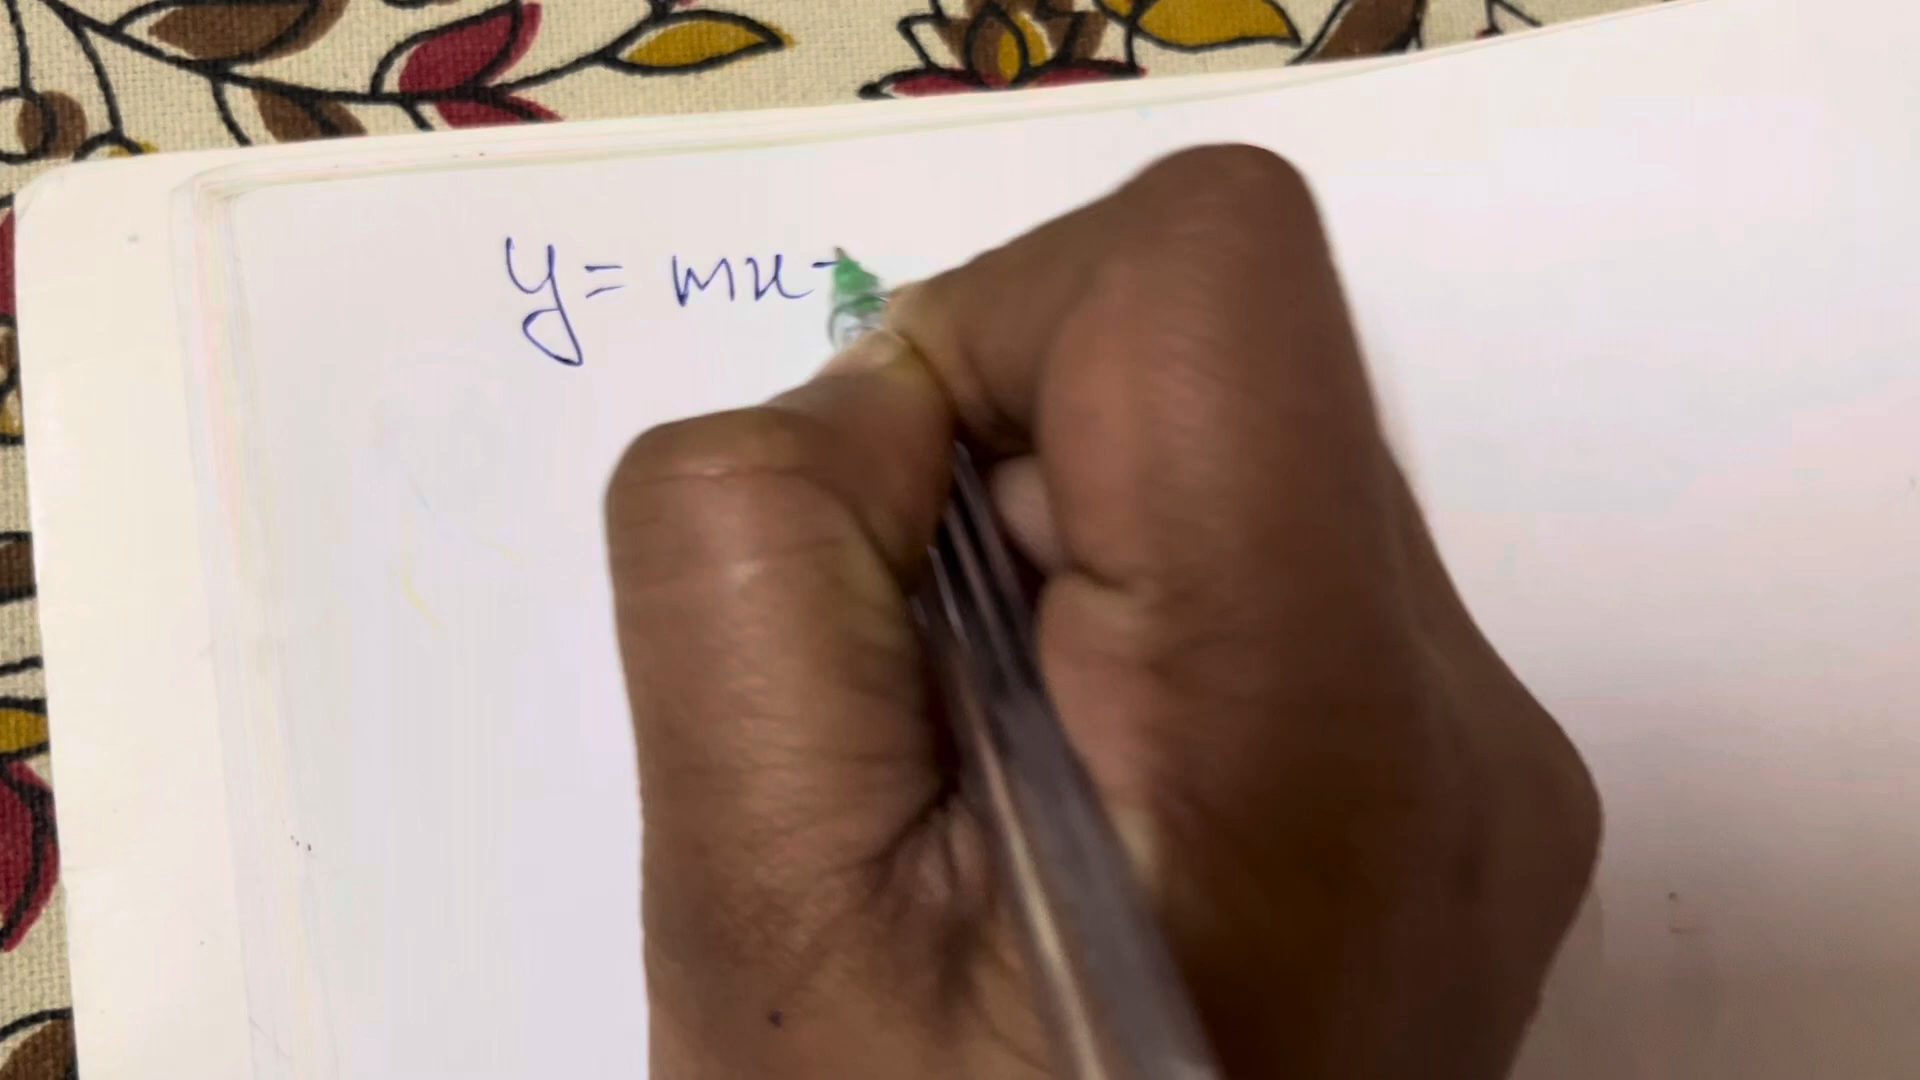 y = mx -